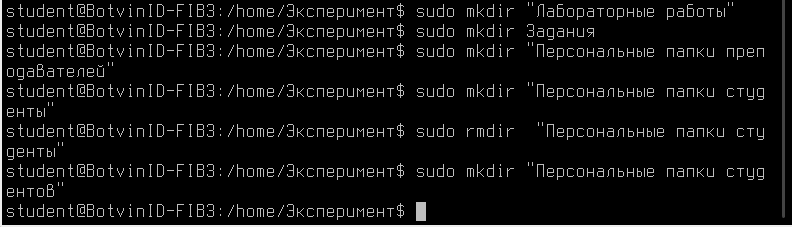 student@BotvinID-FIB3:/home/Эксперимент$ sudo mkdir "Лабораторные работы"
student@BotvinID-FIB3:/home/Эксперимент$ sudo mkdir Задания
student@BotvinID-FIB3:/home/Эксперимент$ sudo mkdir "Персональные папки преп
одавателей"
student@BotvinID-FIB3:/home/Эксперимент$ sudo mkdir "Персональные папки студ
енты"
student@BotvinID-FIB3:/home/Эксперимент$ sudo rmdir  "Персональные папки сту
денты"
student@BotvinID-FIB3:/home/Эксперимент$ sudo mkdir "Персональные папки студ
ентов"
student@BotvinID-FIB3:/home/Эксперимент$